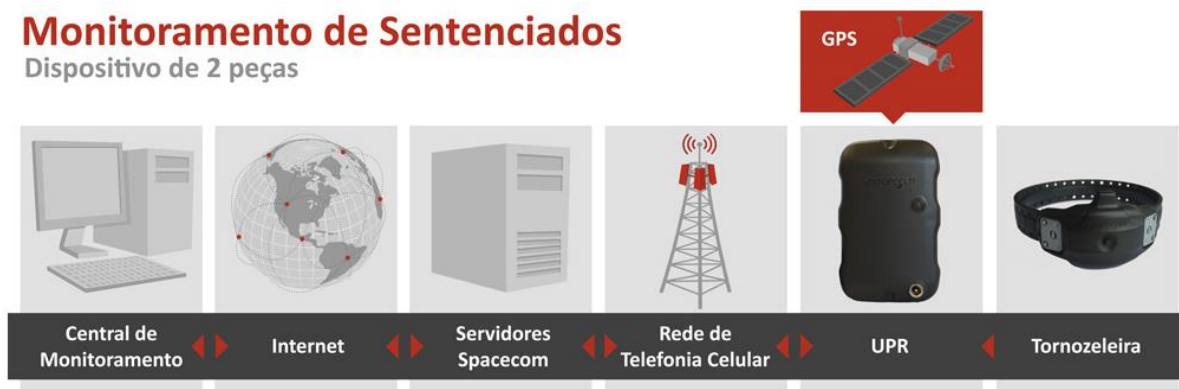 Monitoramento de Sentenciados
Dispositivo de 2 peças
GPS
Central de
Monitoramento
Internet
Servidores
Spacecom
Rede de
Telefonia Celular
UPR
Tornozeleira